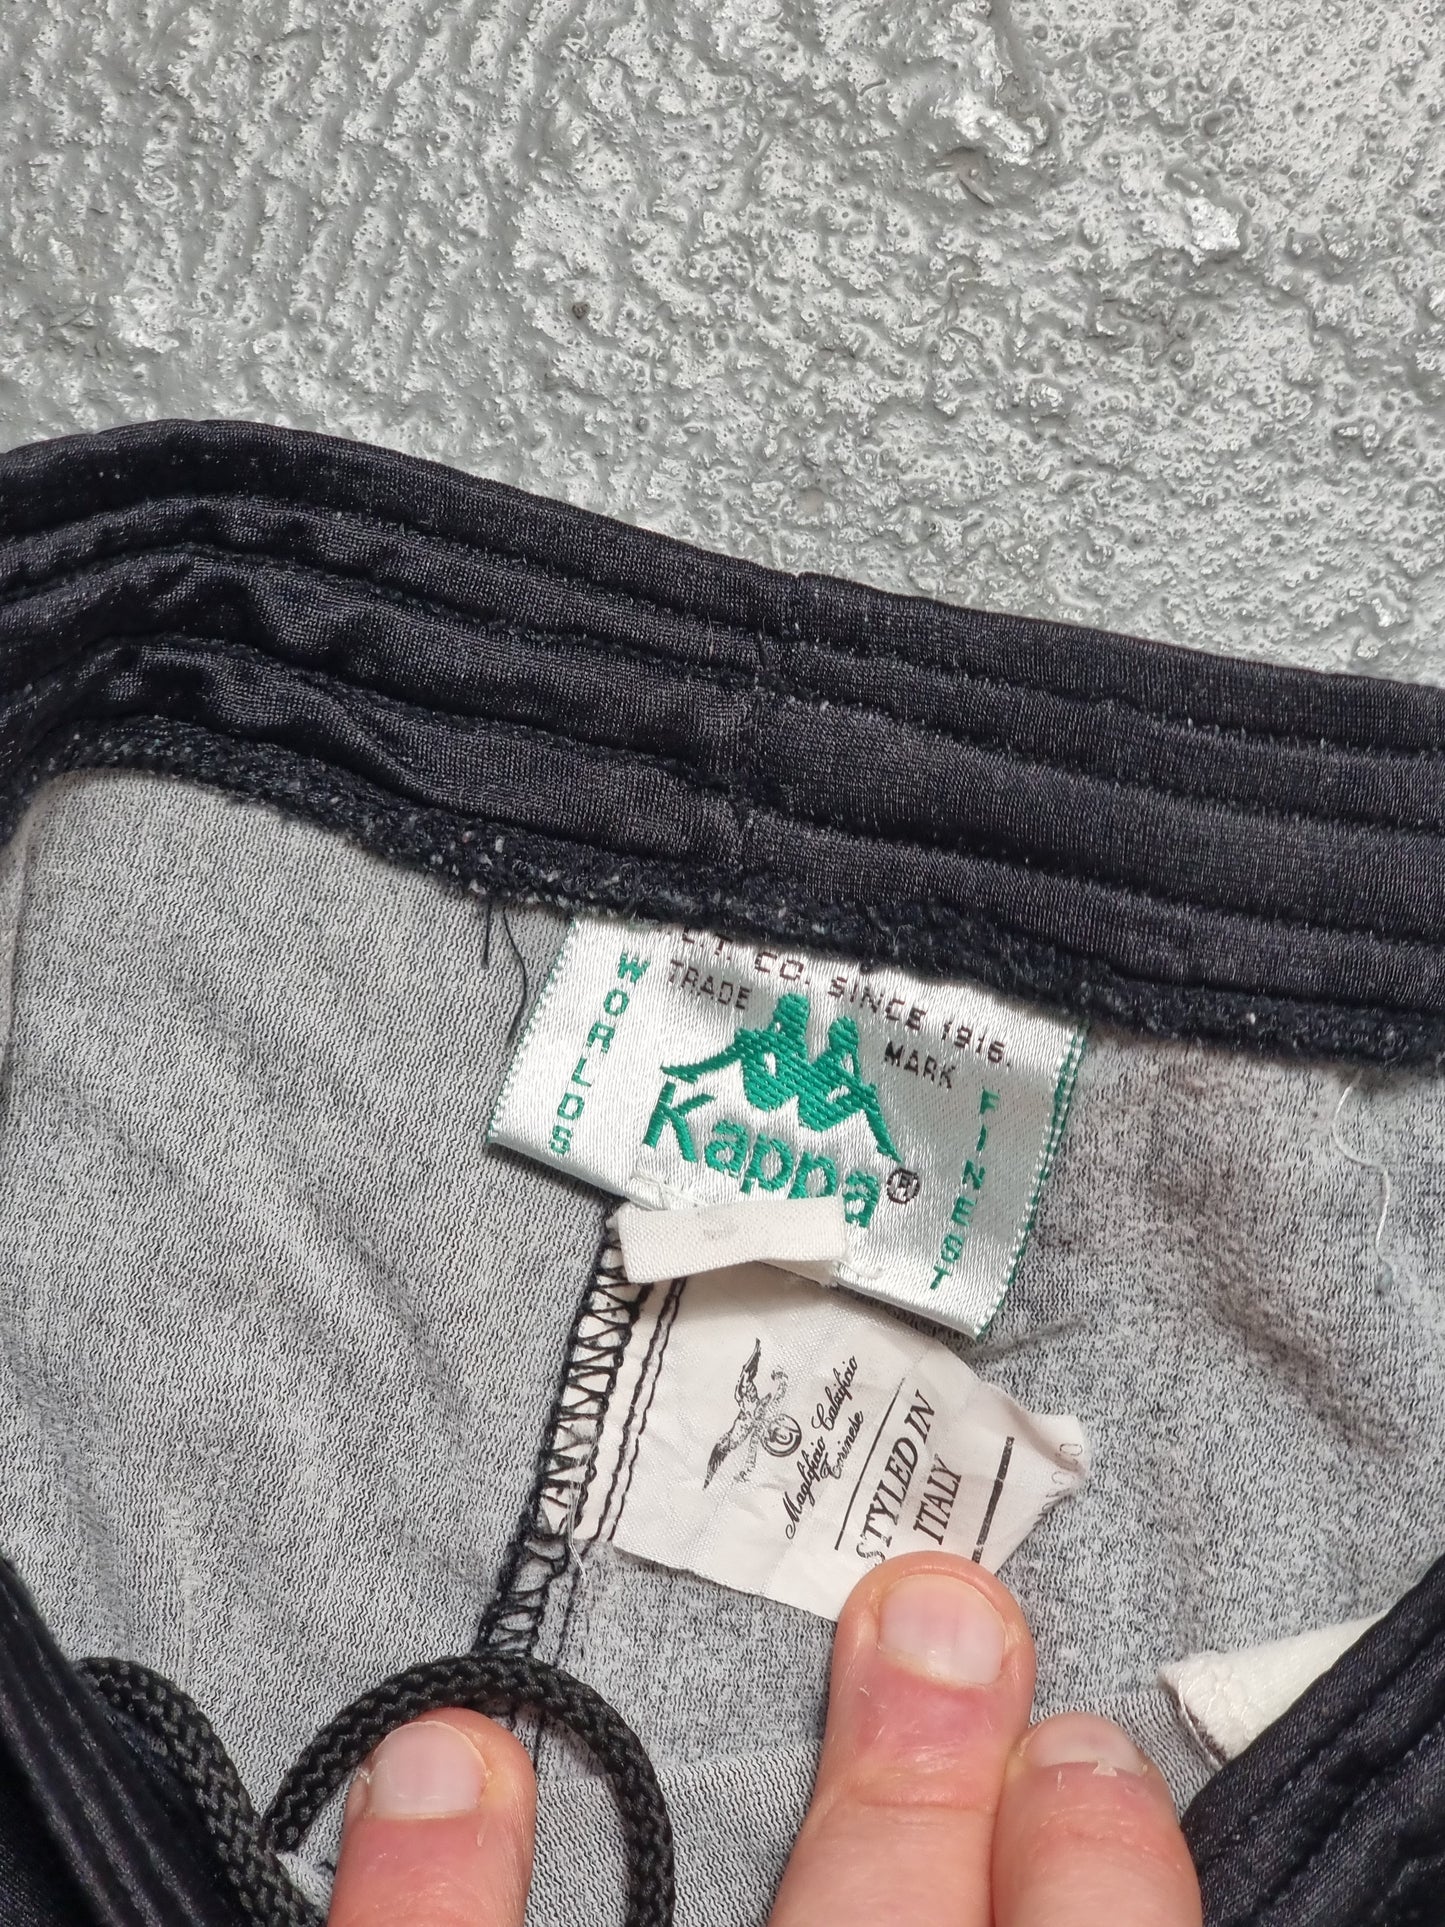 C.T. CO. SINCE 1916.
TRADE MARK
WORLDS
Kappa®
FINEST
Maglificio Calzificio
Torinese
STYLED IN
ITALY